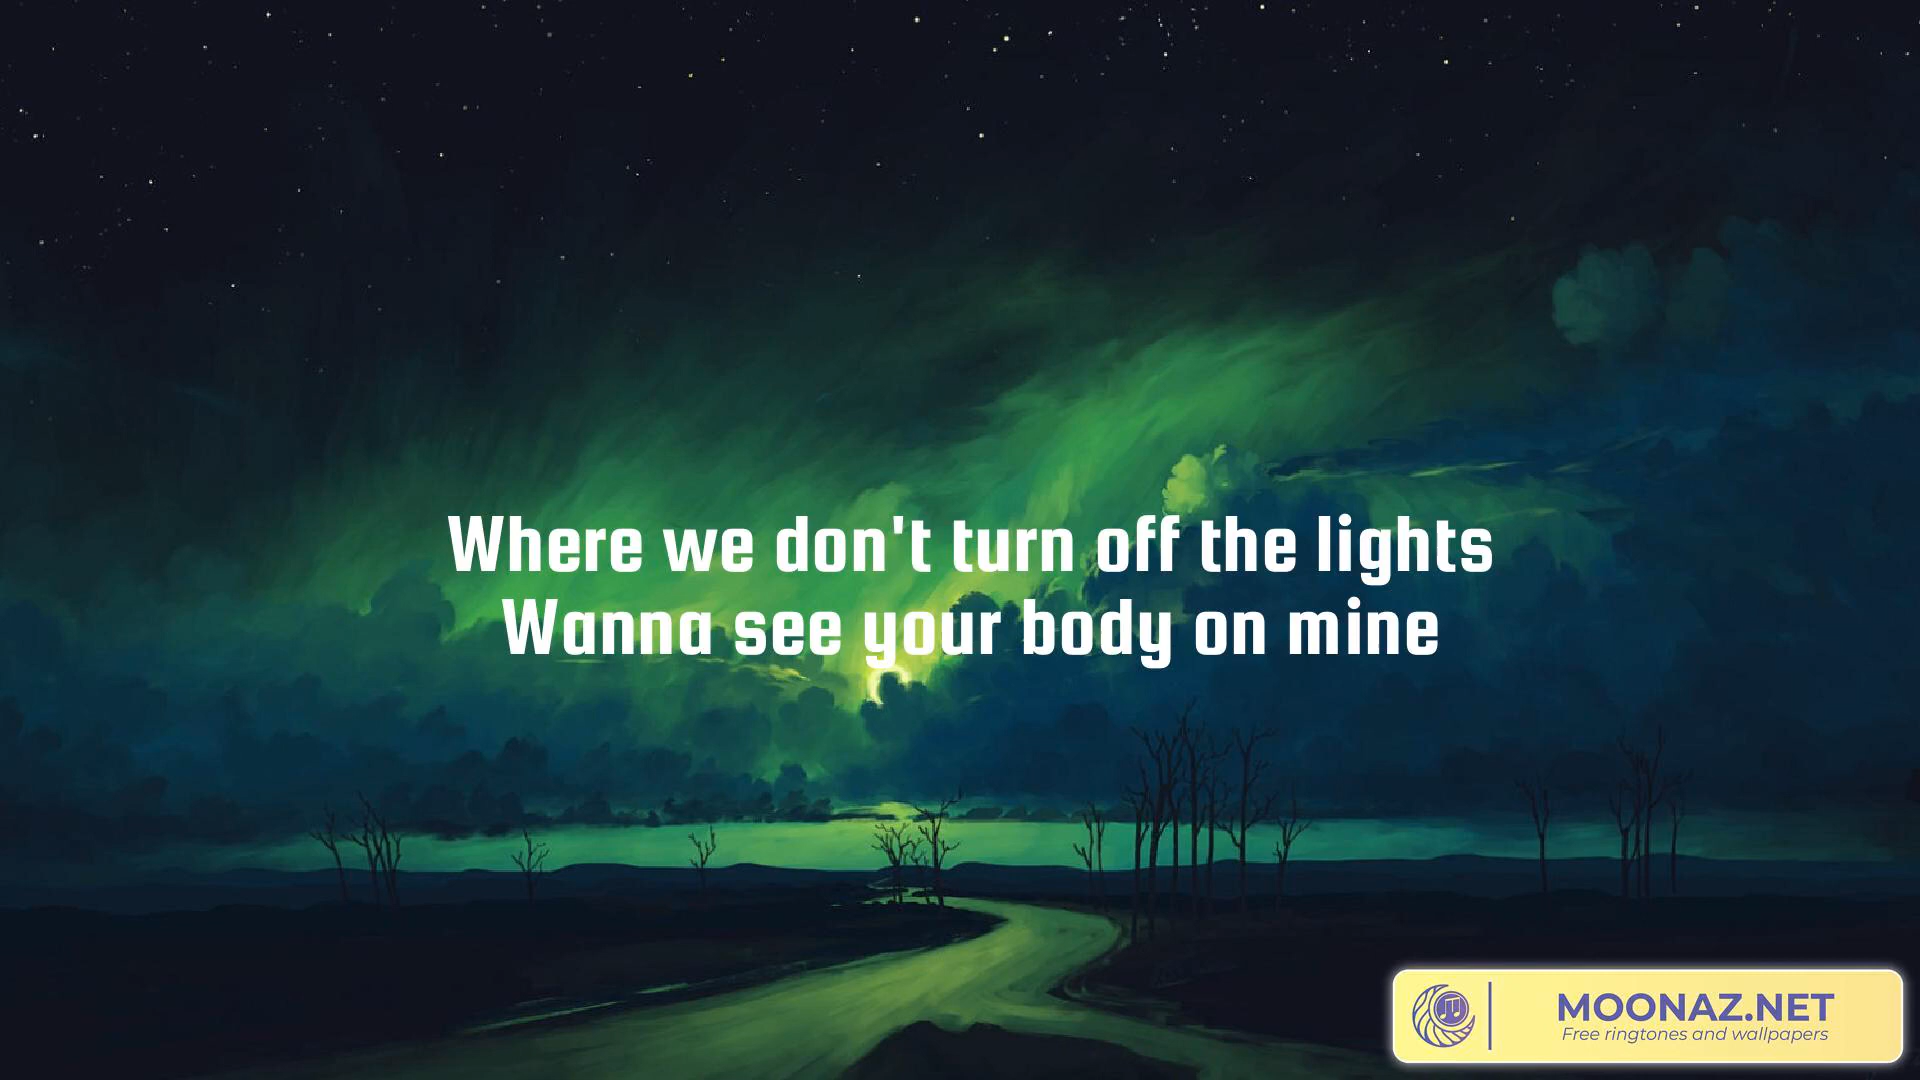 Where we don't turn off the lights
Wanna see your body on mine
MOONAZ.NET
Free ringtones and wallpapers